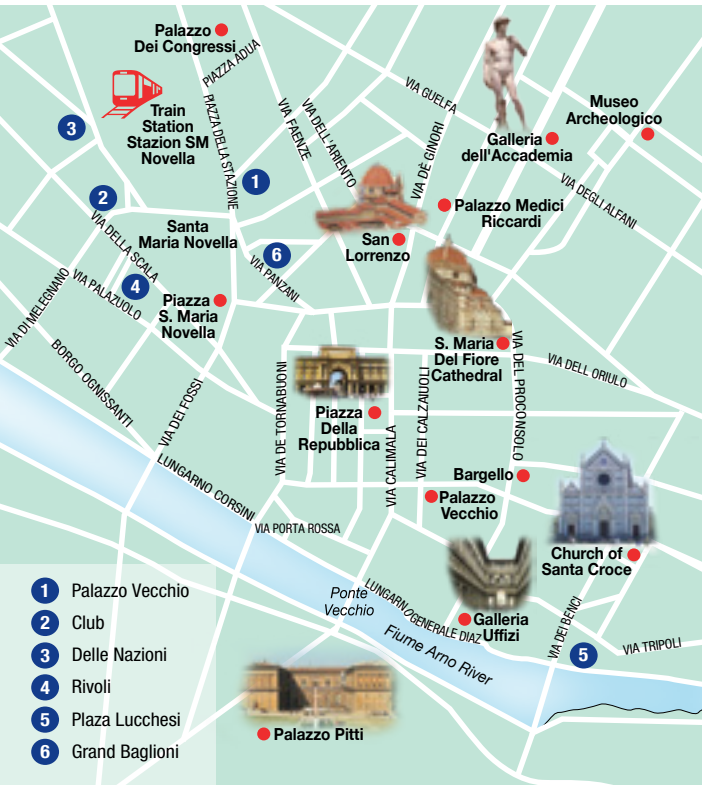 Palazzo
Dei Congressi
PIAZZA ADUA
Train
Station
Stazion SM
Novella
PIAZZA DELLA STAZIONE
VIA FAENZE
VIA DELL'ARIENTO
VIA GUELFA
VIA DÈ GINORI
Galleria
dell'Accademia
Museo
Archeologico
VIA DEGLI ALFANI
3
1
2
Palazzo Medici
Riccardi
Santa
Maria Novella
San
Lorrenzo
6
VIA PANZANI
VIA DELLA SCALA
4
VIA PALAZUOLO
VIA DI MELEGNANO
Piazza
S. Maria
Novella
BORGO OGNISSANTI
VIA DEI FOSSI
S. Maria
Del Fiore
Cathedral
VIA DEL PROCONSOLO
VIA DELL ORIULO
VIA DE TORNABUONI
Piazza
Della
Repubblica
VIA CALIMALA
VIA DEI CALZAIUOLI
Bargello
Palazzo
Vecchio
LUNGARNO CORSINI
VIA PORTA ROSSA
Church of
Santa Croce
Ponte
Vecchio
LUNGARNO GENERALE DIAZ
Galleria
Uffizi
Fiume Arno River
VIA DEI BENCI
5
VIA TRIPOLI
Palazzo Pitti
1 Palazzo Vecchio
2 Club
3 Delle Nazioni
4 Rivoli
5 Plaza Lucchesi
6 Grand Baglioni